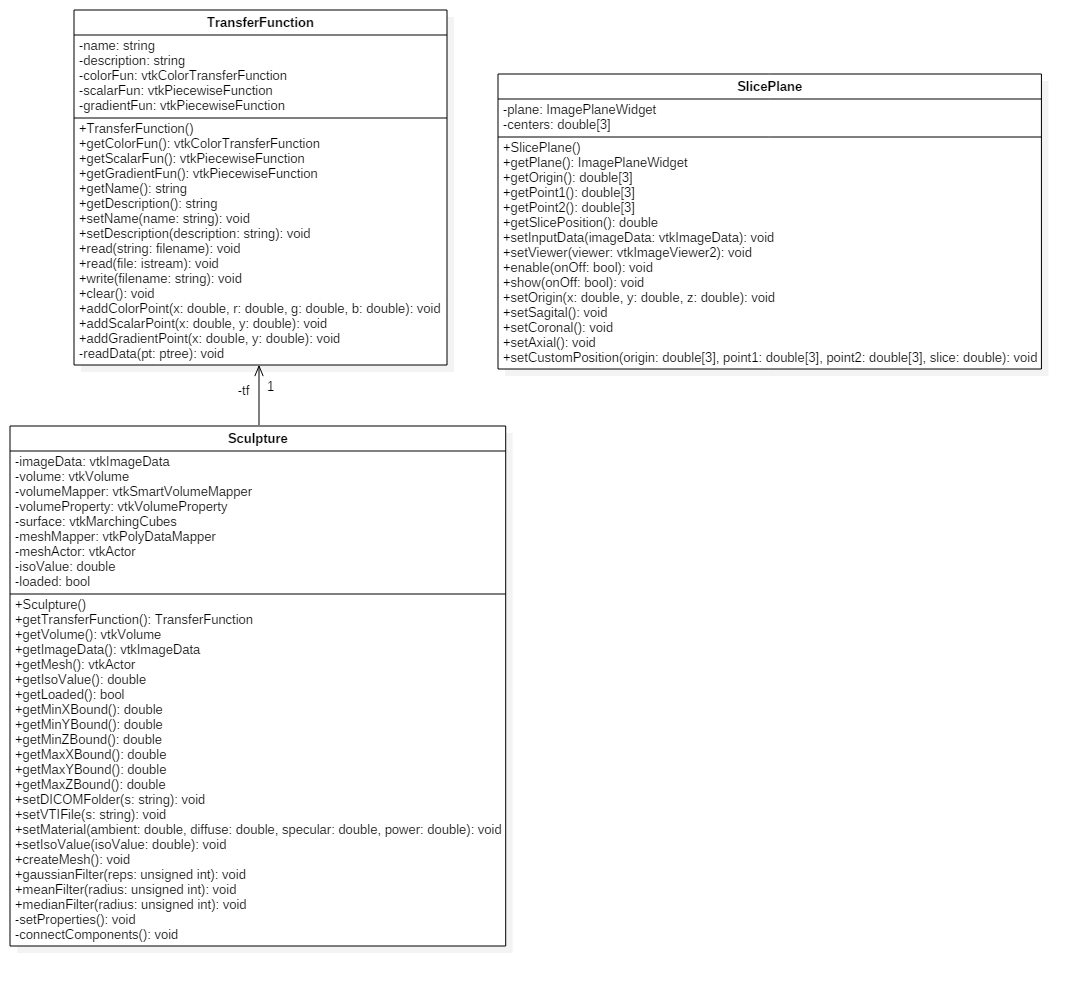 TransferFunction
-name: string
-description: string
-colorFun: vtkColorTransferFunction
-scalarFun: vtkPiecewiseFunction
-gradientFun: vtkPiecewiseFunction
+TransferFunction()
+getColorFun(): vtkColorTransferFunction
+getScalarFun(): vtkPiecewiseFunction
+getGradientFun(): vtkPiecewiseFunction
+getName(): string
+getDescription(): string
+setName(name: string): void
+setDescription(description: string): void
+read(string: filename): void
+read(file: istream): void
+write(filename: string): void
+clear(): void
+addColorPoint(x: double, r: double, g: double, b: double): void
+addScalarPoint(x: double, y: double): void
+addGradientPoint(x: double, y: double): void
-readData(pt: ptree): void
SlicePlane
-plane: ImagePlaneWidget
-centers: double[3]
+SlicePlane()
+getPlane(): ImagePlaneWidget
+getOrigin(): double[3]
+getPoint1(): double[3]
+getPoint2(): double[3]
+getSlicePosition(): double
+setInputData(imageData: vtkImageData): void
+setViewer(viewer: vtkImageViewer2): void
+enable(onOff: bool): void
+show(onOff: bool): void
+setOrigin(x: double, y: double, z: double): void
+setSagital(): void
+setCoronal(): void
+setAxial(): void
+setCustomPosition(origin: double[3], point1: double[3], point2: double[3], slice: double): void
-tf 1
Sculpture
-imageData: vtkImageData
-volume: vtkVolume
-volumeMapper: vtkSmartVolumeMapper
-volumeProperty: vtkVolumeProperty
-surface: vtkMarchingCubes
-meshMapper: vtkPolyDataMapper
-meshActor: vtkActor
-isoValue: double
-loaded: bool
+Sculpture()
+getTransferFunction(): TransferFunction
+getVolume(): vtkVolume
+getImageData(): vtkImageData
+getMesh(): vtkActor
+getIsoValue(): double
+getLoaded(): bool
+getMinXBound(): double
+getMinYBound(): double
+getMinZBound(): double
+getMaxXBound(): double
+getMaxYBound(): double
+getMaxZBound(): double
+setDICOMFolder(s: string): void
+setVTIFile(s: string): void
+setMaterial(ambient: double, diffuse: double, specular: double, power: double): void
+setIsoValue(isoValue: double): void
+createMesh(): void
+gaussianFilter(reps: unsigned int): void
+meanFilter(radius: unsigned int): void
+medianFilter(radius: unsigned int): void
-setProperties(): void
-connectComponents(): void